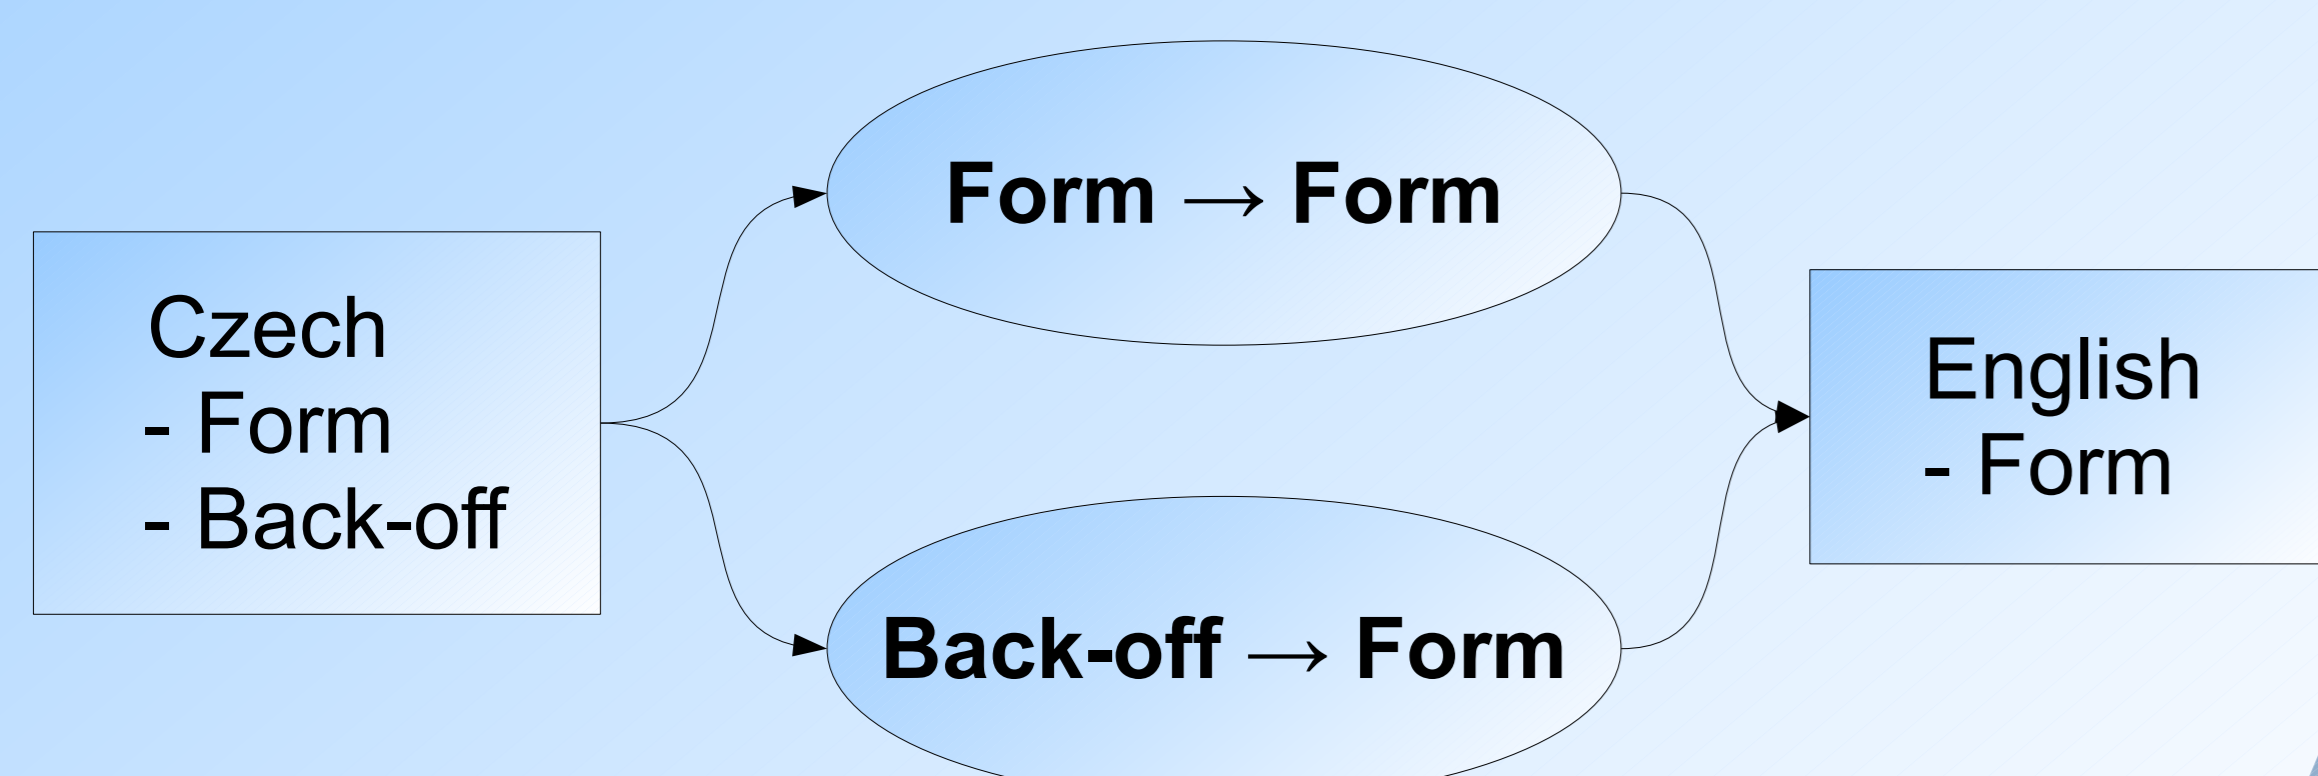 Czech
- Form
- Back-off
Form → Form
Back-off → Form
English
- Form